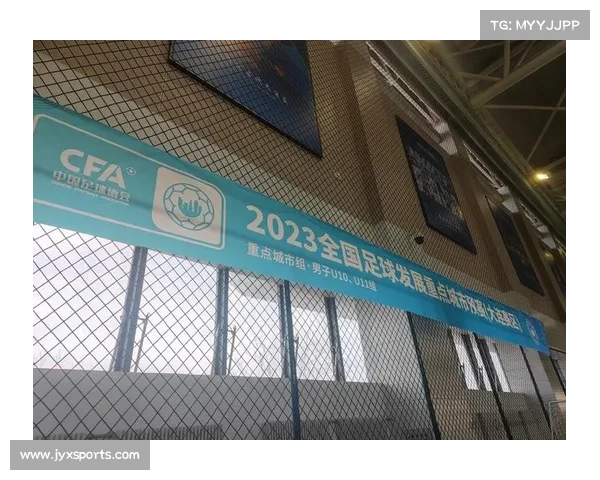 TG: MYYJJPP
CFA
中国足球协会
2023全国足球发展重点城市预赛(大连赛区)
重点城市组·男子U10、U11组
www.jyxsports.com